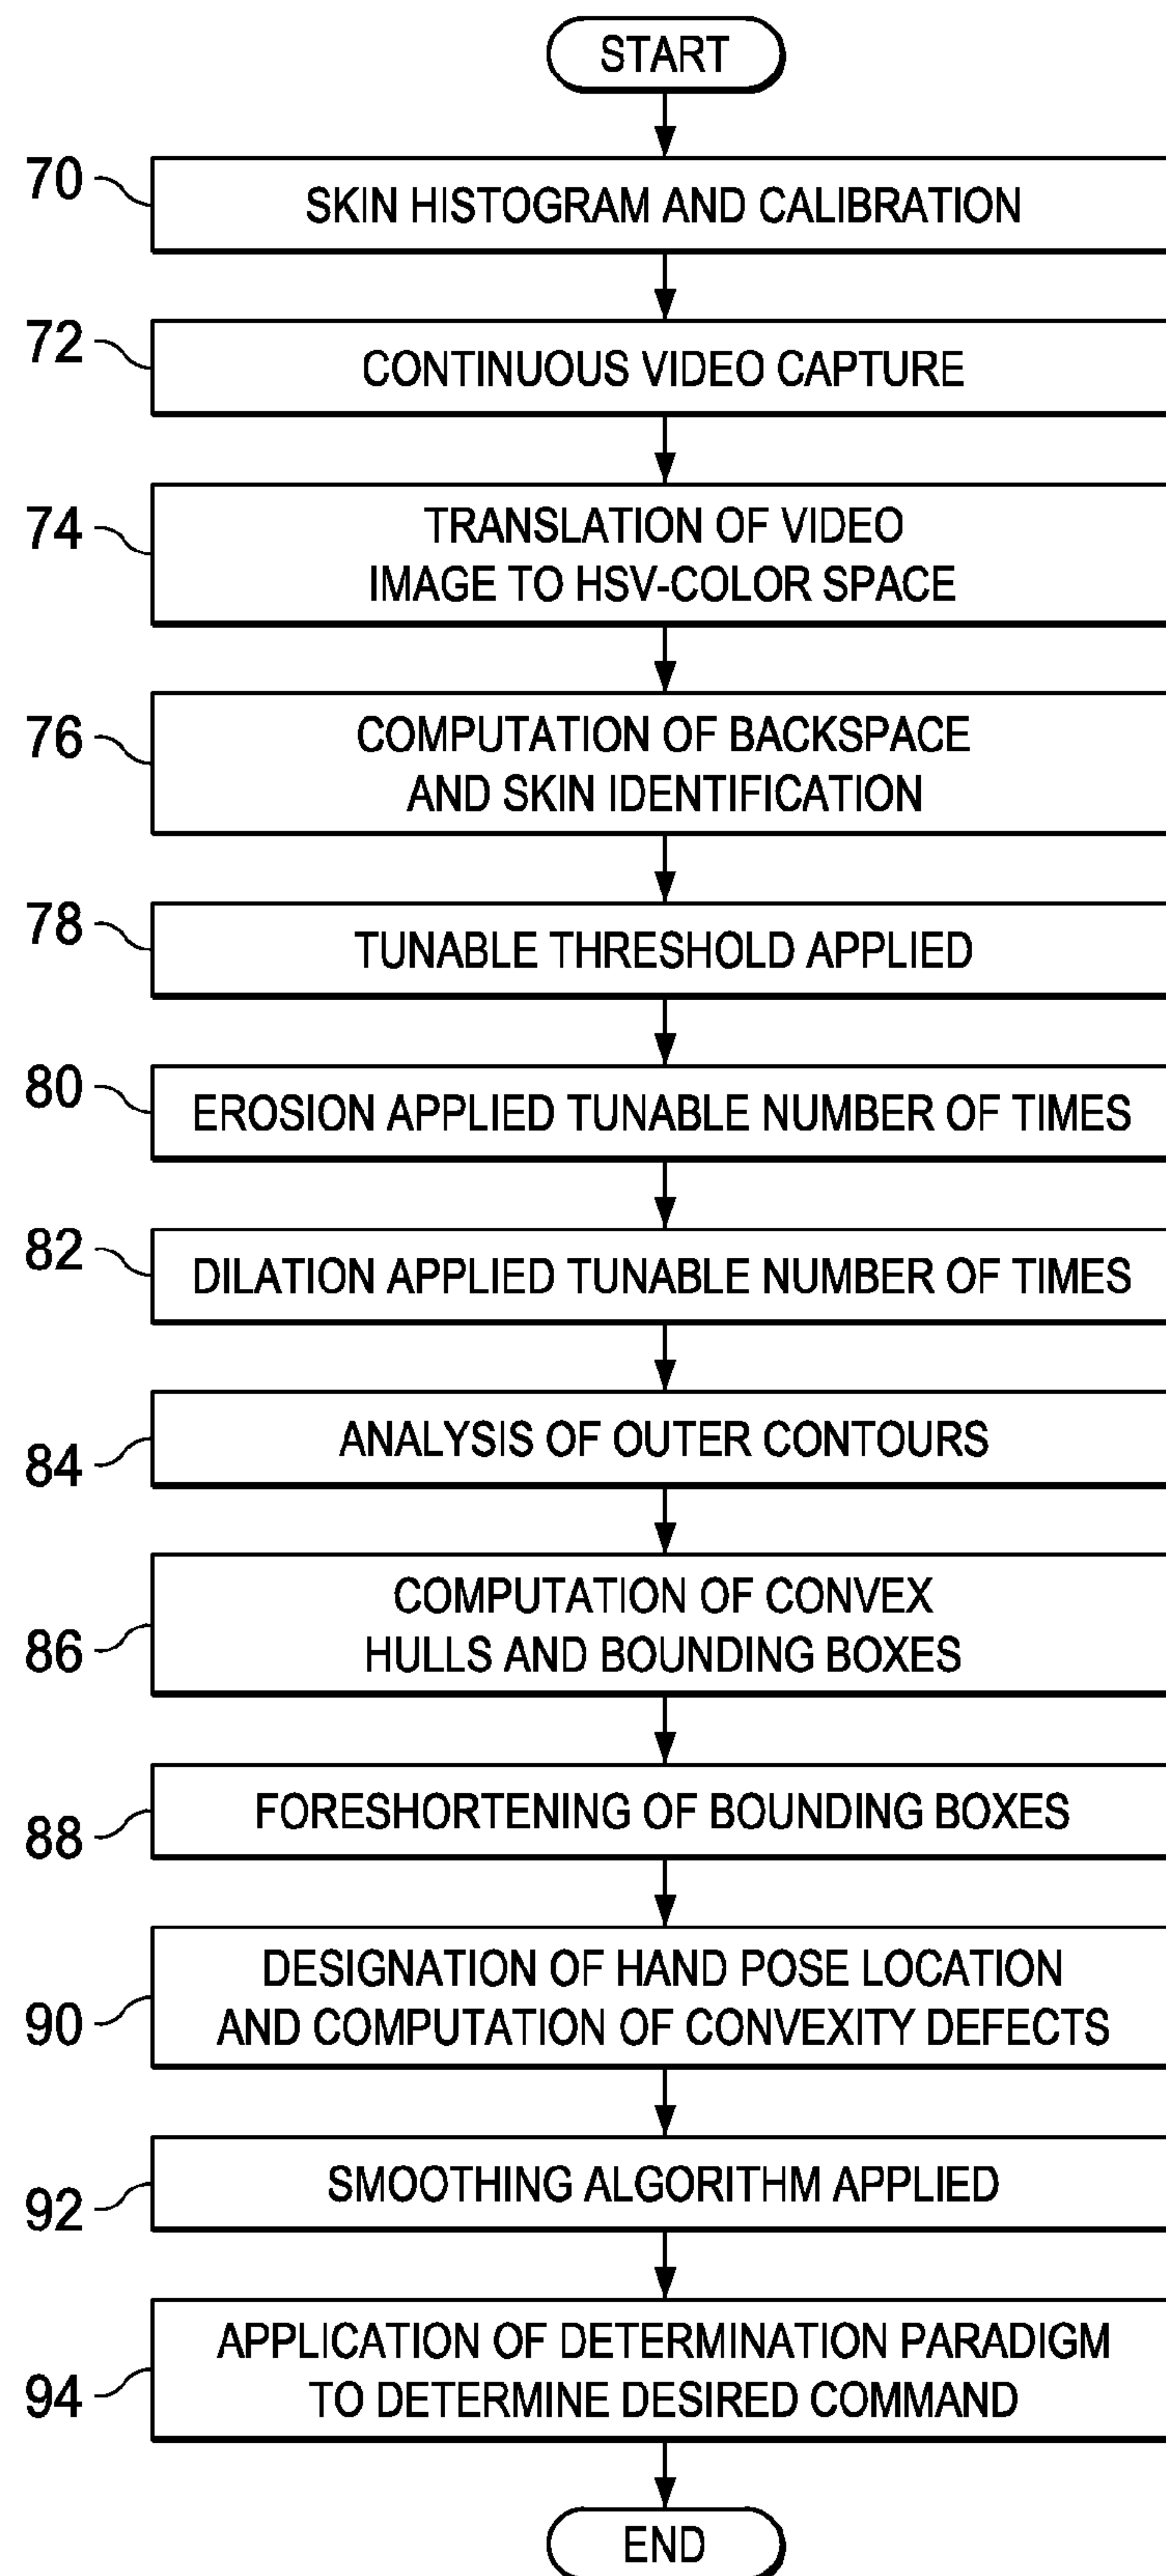 START
70
SKIN HISTOGRAM AND CALIBRATION
72
CONTINUOUS VIDEO CAPTURE
74
TRANSLATION OF VIDEO
IMAGE TO HSV-COLOR SPACE
76
COMPUTATION OF BACKSPACE
AND SKIN IDENTIFICATION
78
TUNABLE THRESHOLD APPLIED
80
EROSION APPLIED TUNABLE NUMBER OF TIMES
82
DILATION APPLIED TUNABLE NUMBER OF TIMES
84
ANALYSIS OF OUTER CONTOURS
86
COMPUTATION OF CONVEX
HULLS AND BOUNDING BOXES
88
FORESHORTENING OF BOUNDING BOXES
90
DESIGNATION OF HAND POSE LOCATION
AND COMPUTATION OF CONVEXITY DEFECTS
92
SMOOTHING ALGORITHM APPLIED
94
APPLICATION OF DETERMINATION PARADIGM
TO DETERMINE DESIRED COMMAND
END